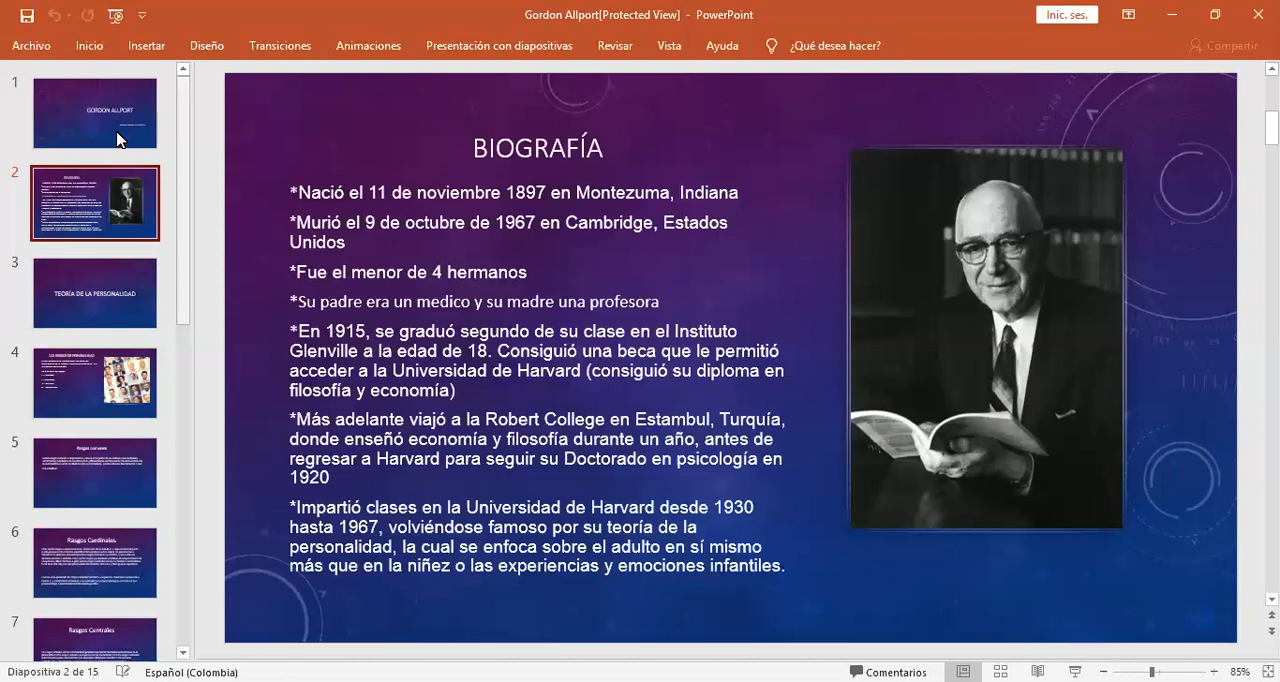 Gordon Allport[Protected View] - PowerPoint
Inic. ses.
Archivo Inicio Insertar Diseño Transiciones Animaciones Presentación con diapositivas Revisar Vista Ayuda ¿Qué desea hacer? Compartir
1
GORDON ALLPORT
2
3
TEORÍA DE LA PERSONALIDAD
4
5
Rasgos comunes
6
Rasgos Cardinales
7
Rasgos Centrales
BIOGRAFÍA
*Nació el 11 de noviembre 1897 en Montezuma, Indiana
*Murió el 9 de octubre de 1967 en Cambridge, Estados
Unidos
*Fue el menor de 4 hermanos
*Su padre era un medico y su madre una profesora
*En 1915, se graduó segundo de su clase en el Instituto
Glenville a la edad de 18. Consiguió una beca que le permitió
acceder a la Universidad de Harvard (consiguió su diploma en
filosofía y economía)
*Más adelante viajó a la Robert College en Estambul, Turquía,
donde enseñó economía y filosofía durante un año, antes de
regresar a Harvard para seguir su Doctorado en psicología en
1920
*Impartió clases en la Universidad de Harvard desde 1930
hasta 1967, volviéndose famoso por su teoría de la
personalidad, la cual se enfoca sobre el adulto en sí mismo
más que en la niñez o las experiencias y emociones infantiles.
Diapositiva 2 de 15 Español (Colombia) Comentarios 85%